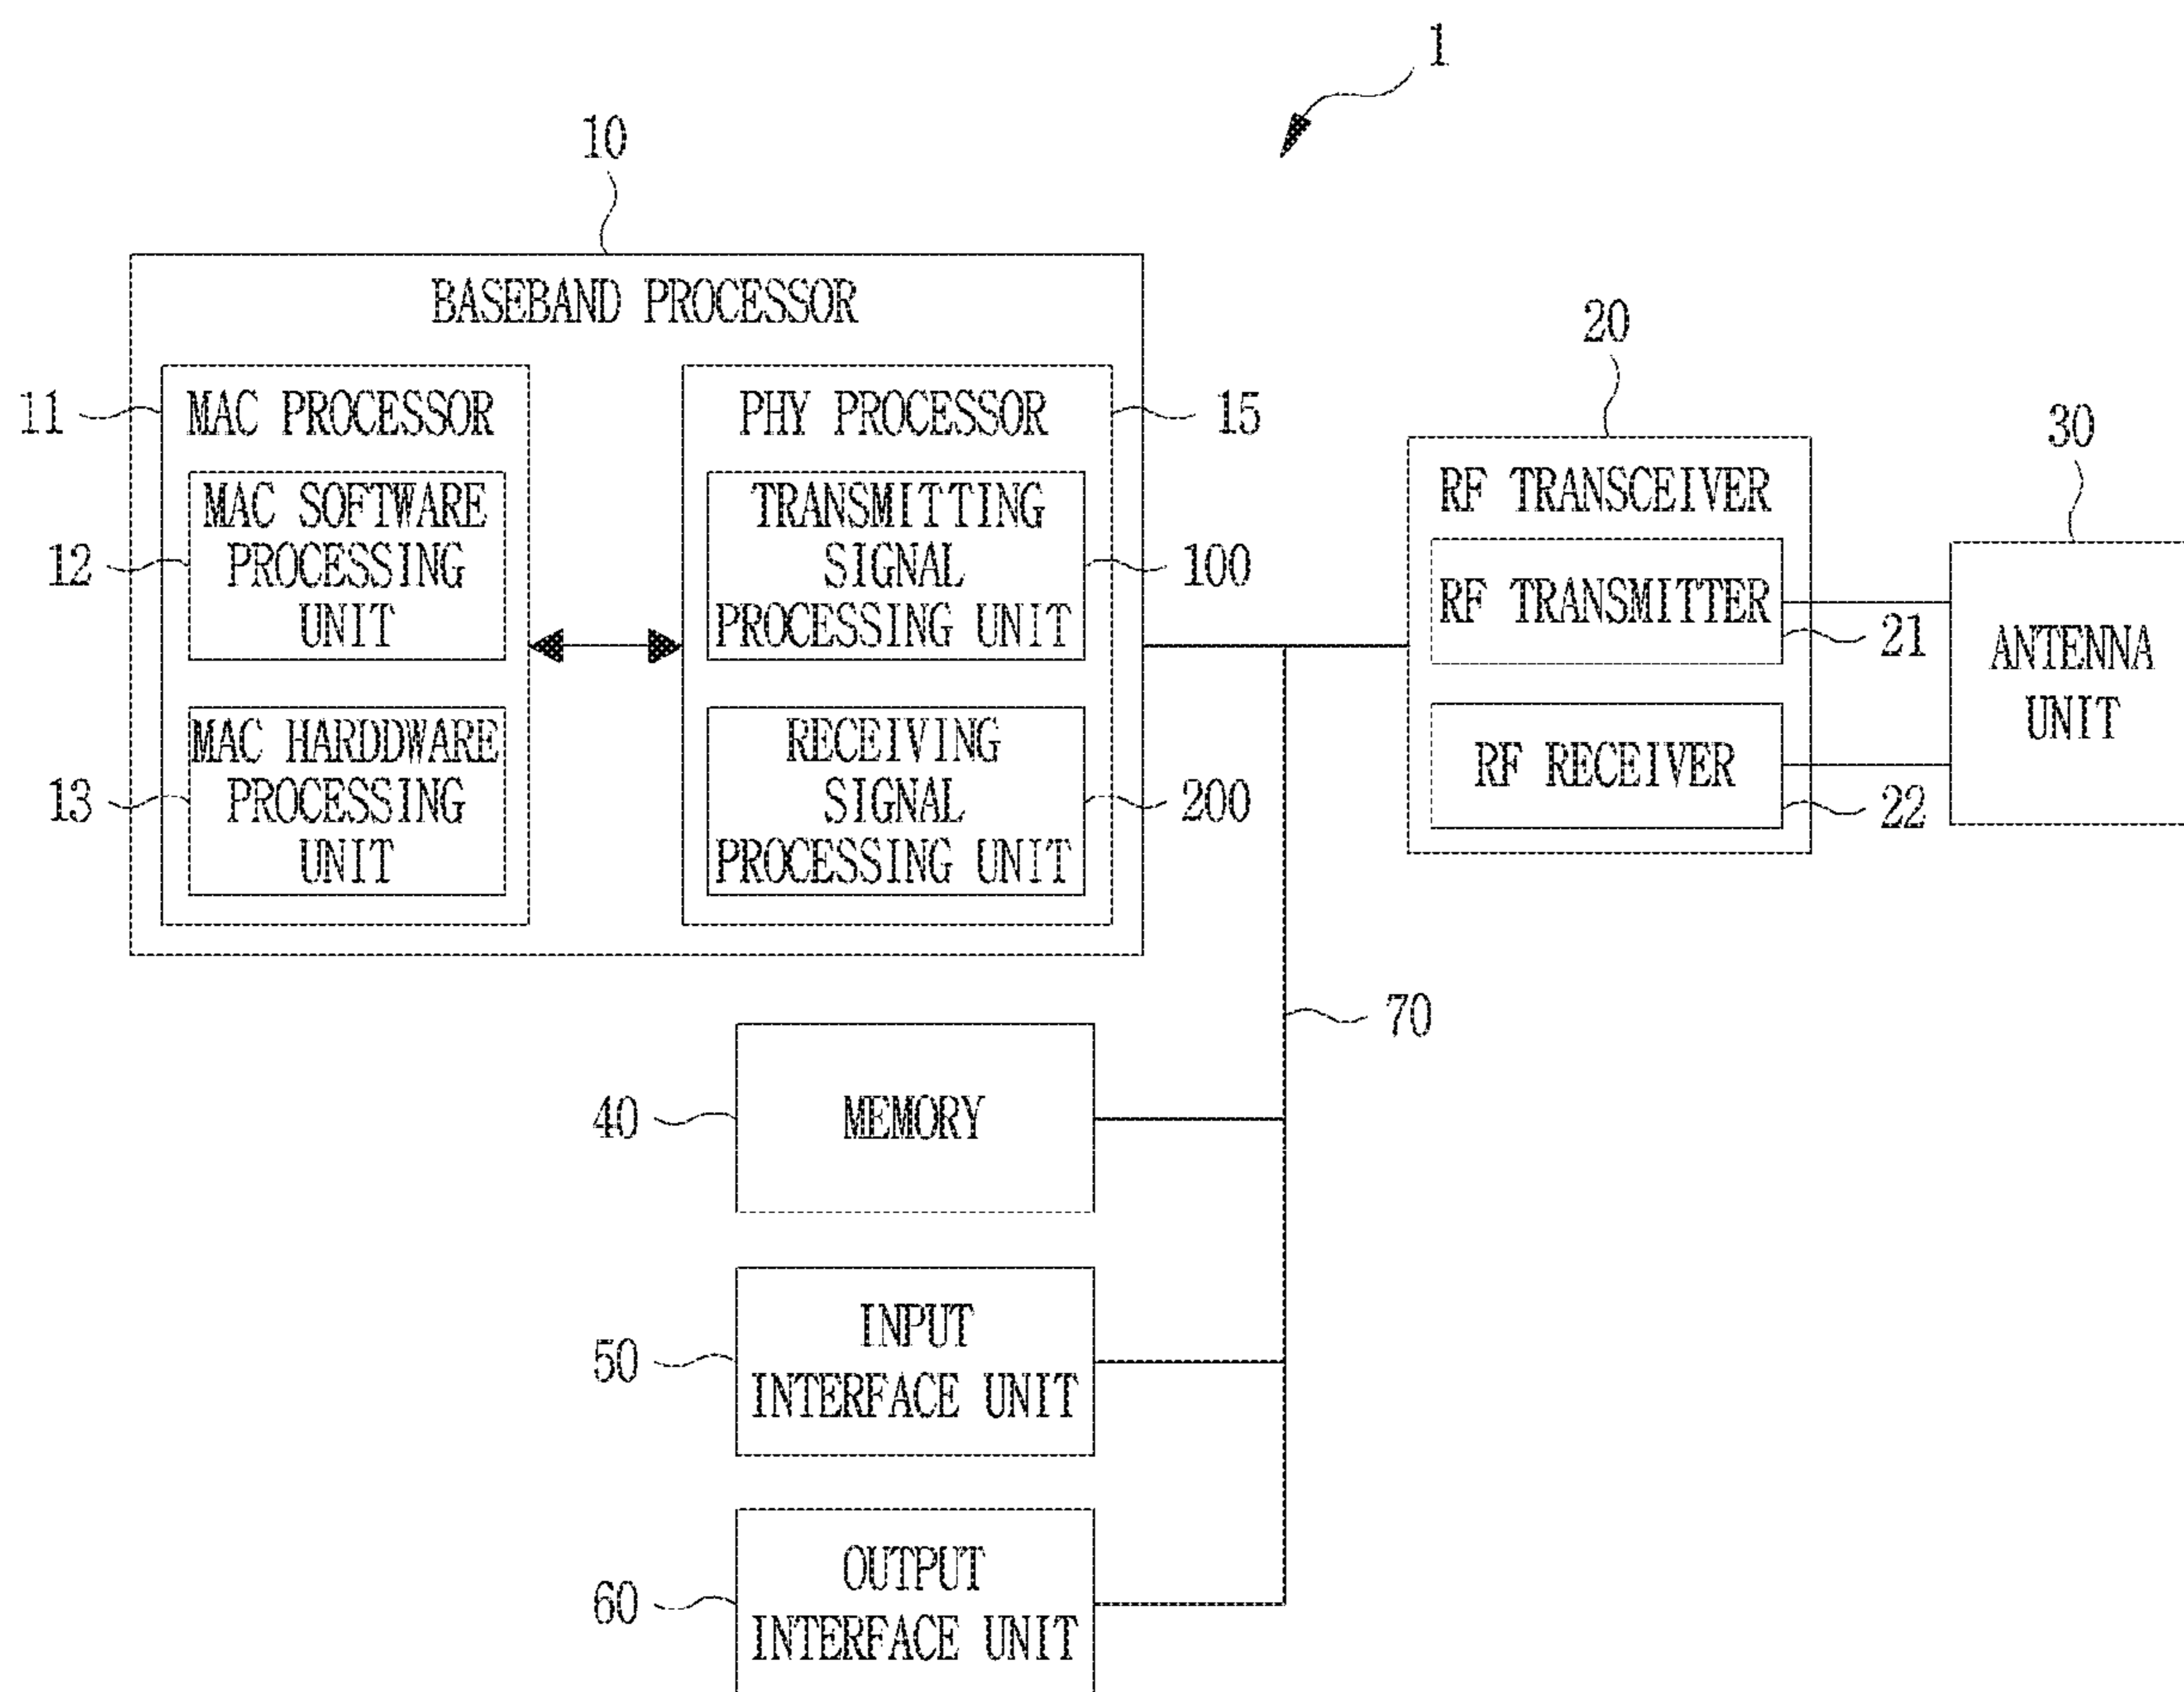 1
10
BASEBAND PROCESSOR
11
MAC PROCESSOR
12
MAC SOFTWARE
PROCESSING
UNIT
13
MAC HARDDWARE
PROCESSING
UNIT
PHY PROCESSOR
15
TRANSMITTING
SIGNAL
PROCESSING UNIT
100
RECEIVING
SIGNAL
PROCESSING UNIT
200
20
RF TRANSCEIVER
RF TRANSMITTER
21
RF RECEIVER
22
30
ANTENNA
UNIT
70
40
MEMORY
50
INPUT
INTERFACE UNIT
60
OUTPUT
INTERFACE UNIT